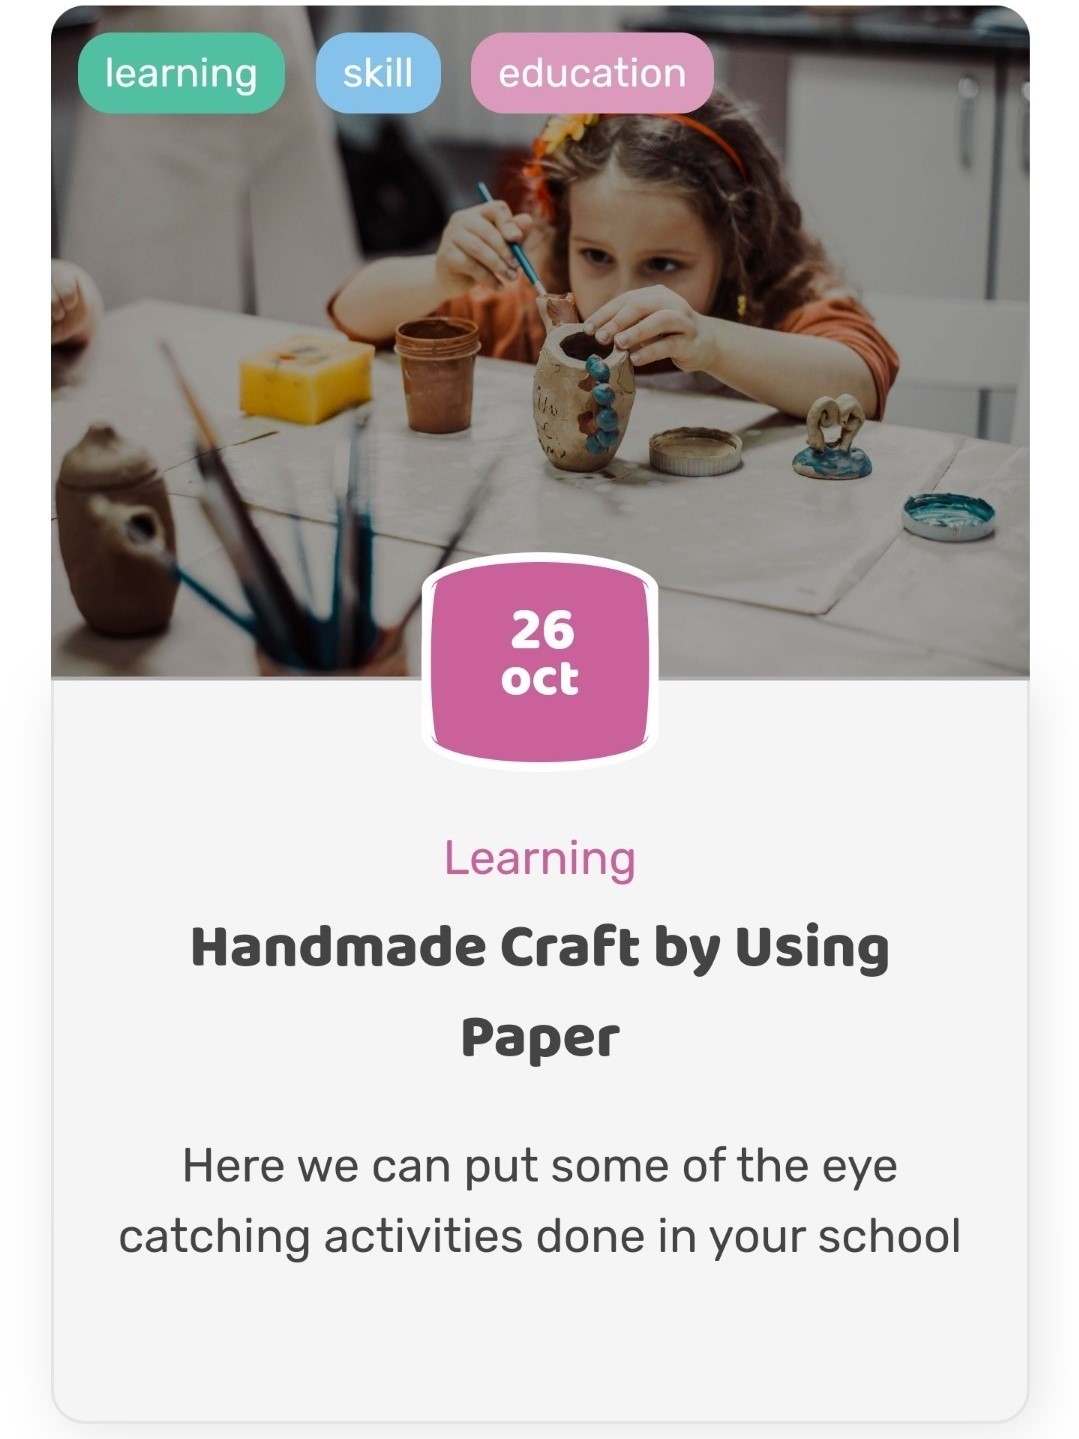 learning skill education
26
oct
Learning
Handmade Craft by Using
Paper
Here we can put some of the eye
catching activities done in your school